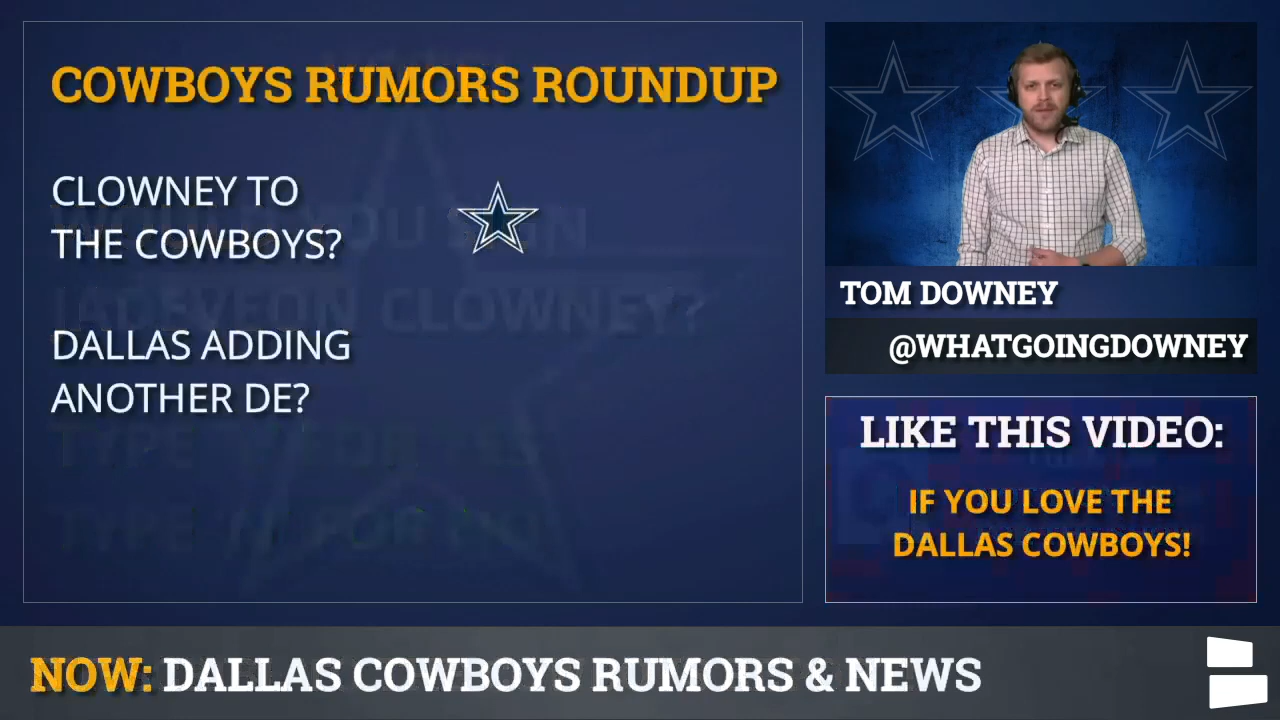 COWBOYS RUMORS ROUNDUP
CLOWNEY TO
THE COWBOYS?
DALLAS ADDING
ANOTHER DE?
TOM DOWNEY
@WHATGOINGDOWNEY
LIKE THIS VIDEO:
IF YOU LOVE THE
DALLAS COWBOYS!
NOW: DALLAS COWBOYS RUMORS & NEWS